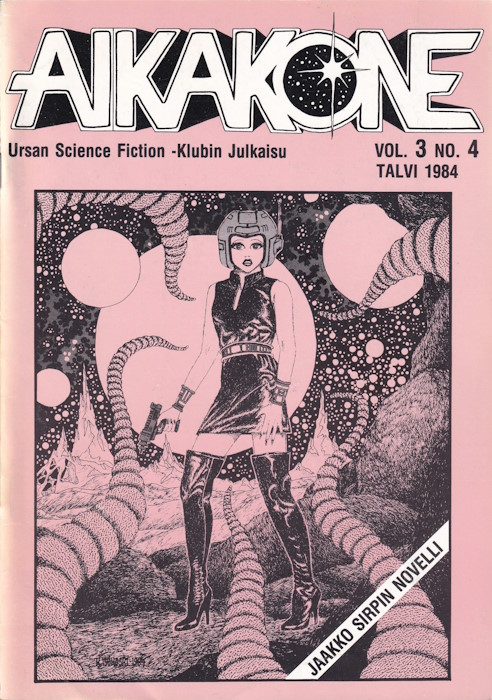 AIKAKONE
Ursan Science Fiction -Klubin Julkaisu
VOL. 3 NO. 4
TALVI 1984
JAAKKO SIRPIN NOVELLI